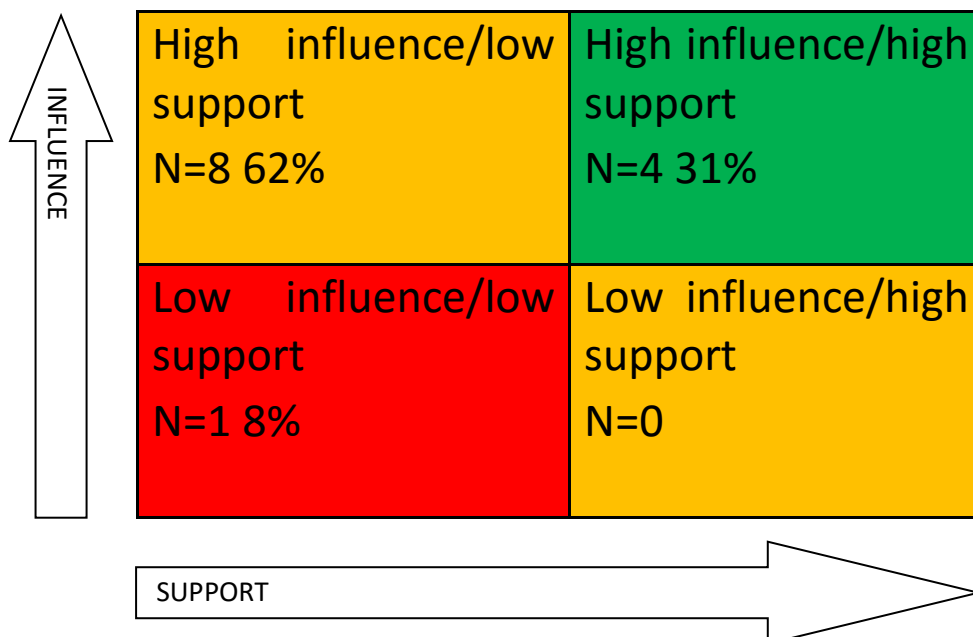 INFLUENCE
High influence/low
support
N=8 62%
High influence/high
support
N=4 31%
Low influence/low
support
N=1 8%
Low influence/high
support
N=0
SUPPORT